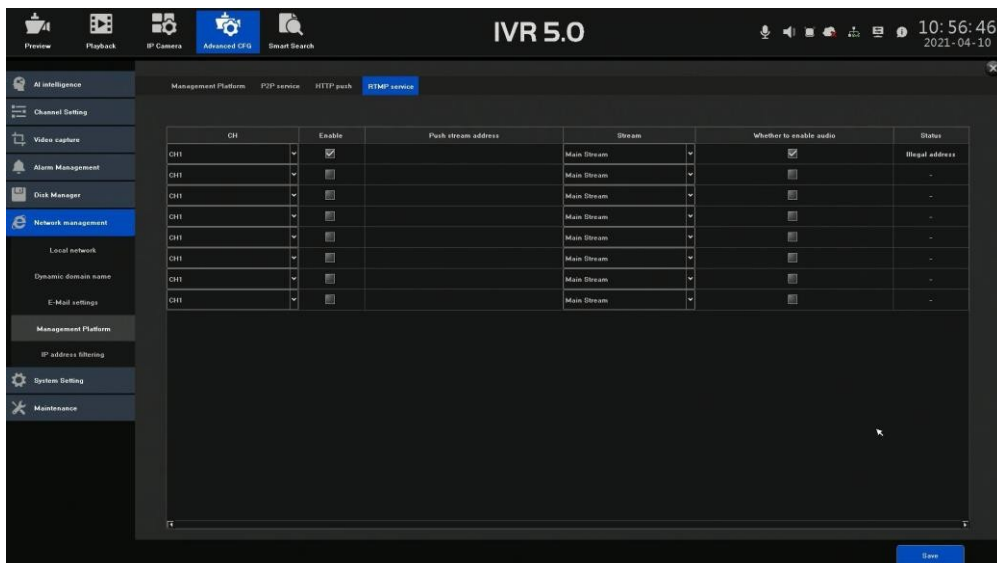 IVR 5.0
10:56:46
2021-04-10
Preview Playback IP Camera Advanced CFG Smart Search
AI intelligence
Channel Setting
Video capture
Alarm Management
Disk Manager
Network management
Local network
Dynamic domain name
E-Mail settings
Management Platform
IP address filtering
System Setting
Maintenance
Management Platform P2P service HTTP push RTMP service
CH Enable Push stream address Stream Whether to enable audio Status
CH1 Main Stream Illegal address
CH1 Main Stream -
CH1 Main Stream -
CH1 Main Stream -
CH1 Main Stream -
CH1 Main Stream -
CH1 Main Stream -
CH1 Main Stream -
Save